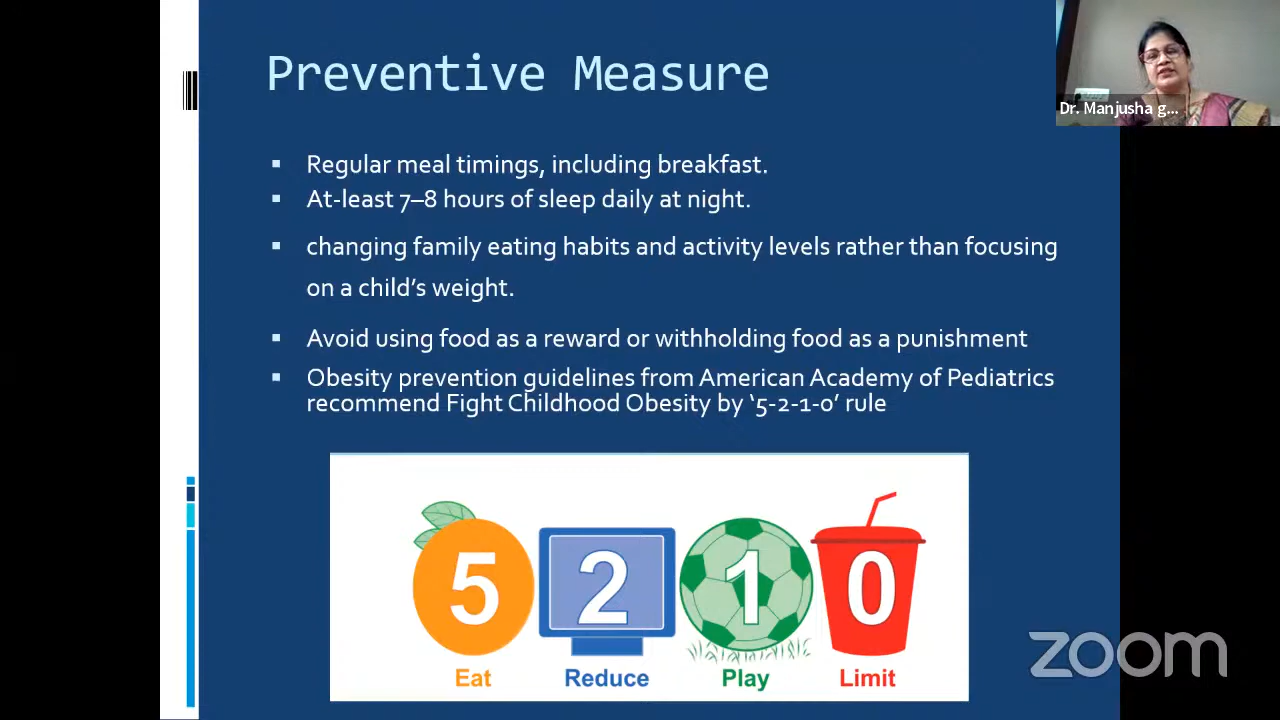 Preventive Measure
Dr. Manjusha g...
Regular meal timings, including breakfast.
At-least 7–8 hours of sleep daily at night.
changing family eating habits and activity levels rather than focusing
on a child's weight.
Avoid using food as a reward or withholding food as a punishment
Obesity prevention guidelines from American Academy of Pediatrics
recommend Fight Childhood Obesity by ‘5-2-1-0’ rule
5 2 1 0
Eat Reduce Play Limit
zoom